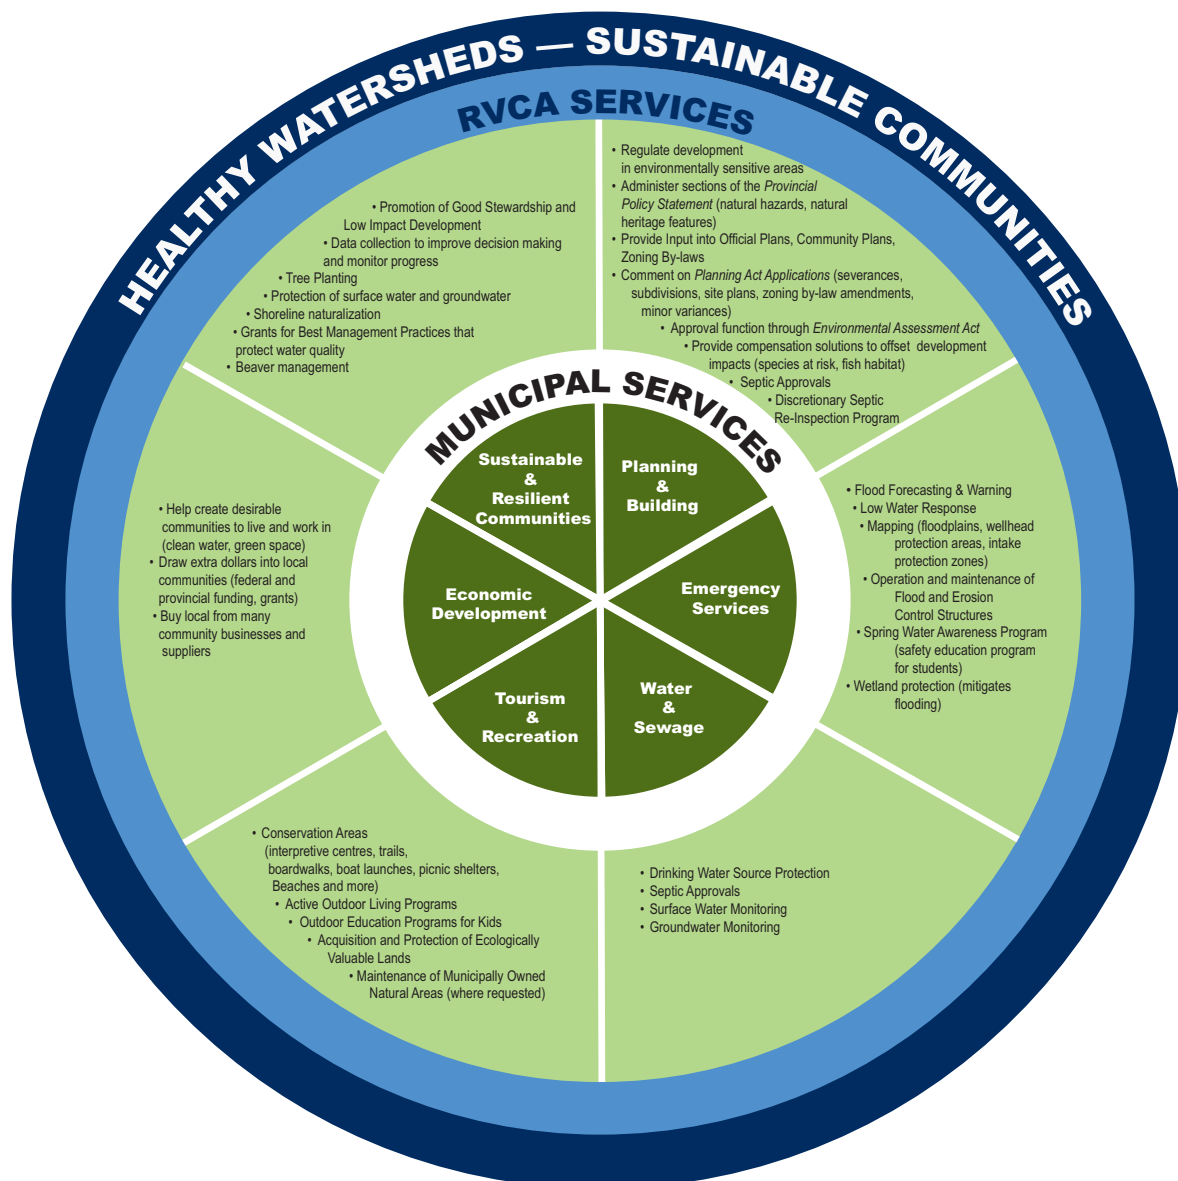 HEALTHY WATERSHEDS — SUSTAINABLE COMMUNITIES
RVCA SERVICES
• Regulate development
in environmentally sensitive areas
• Administer sections of the Provincial
Policy Statement (natural hazards, natural
heritage features)
• Provide Input into Official Plans, Community Plans,
Zoning By-laws
• Comment on Planning Act Applications (severances,
subdivisions, site plans, zoning by-law amendments,
minor variances)
• Approval function through Environmental Assessment Act
• Provide compensation solutions to offset development
impacts (species at risk, fish habitat)
• Septic Approvals
• Discretionary Septic
Re-Inspection Program
• Flood Forecasting & Warning
• Low Water Response
• Mapping (floodplains, wellhead
protection areas, intake
protection zones)
• Operation and maintenance of
Flood and Erosion
Control Structures
• Spring Water Awareness Program
(safety education program
for students)
• Wetland protection (mitigates
flooding)
• Drinking Water Source Protection
• Septic Approvals
• Surface Water Monitoring
• Groundwater Monitoring
• Conservation Areas
(interpretive centres, trails,
boardwalks, boat launches, picnic shelters,
Beaches and more)
• Active Outdoor Living Programs
• Outdoor Education Programs for Kids
• Acquisition and Protection of Ecologically
Valuable Lands
• Maintenance of Municipally Owned
Natural Areas (where requested)
• Help create desirable
communities to live and work in
(clean water, green space)
• Draw extra dollars into local
communities (federal and
provincial funding, grants)
• Buy local from many
community businesses and
suppliers
• Promotion of Good Stewardship and
Low Impact Development
• Data collection to improve decision making
and monitor progress
• Tree Planting
• Protection of surface water and groundwater
• Shoreline naturalization
• Grants for Best Management Practices that
protect water quality
• Beaver management
MUNICIPAL SERVICES
Planning
&
Building
Emergency
Services
Water
&
Sewage
Tourism
&
Recreation
Economic
Development
Sustainable
&
Resilient
Communities